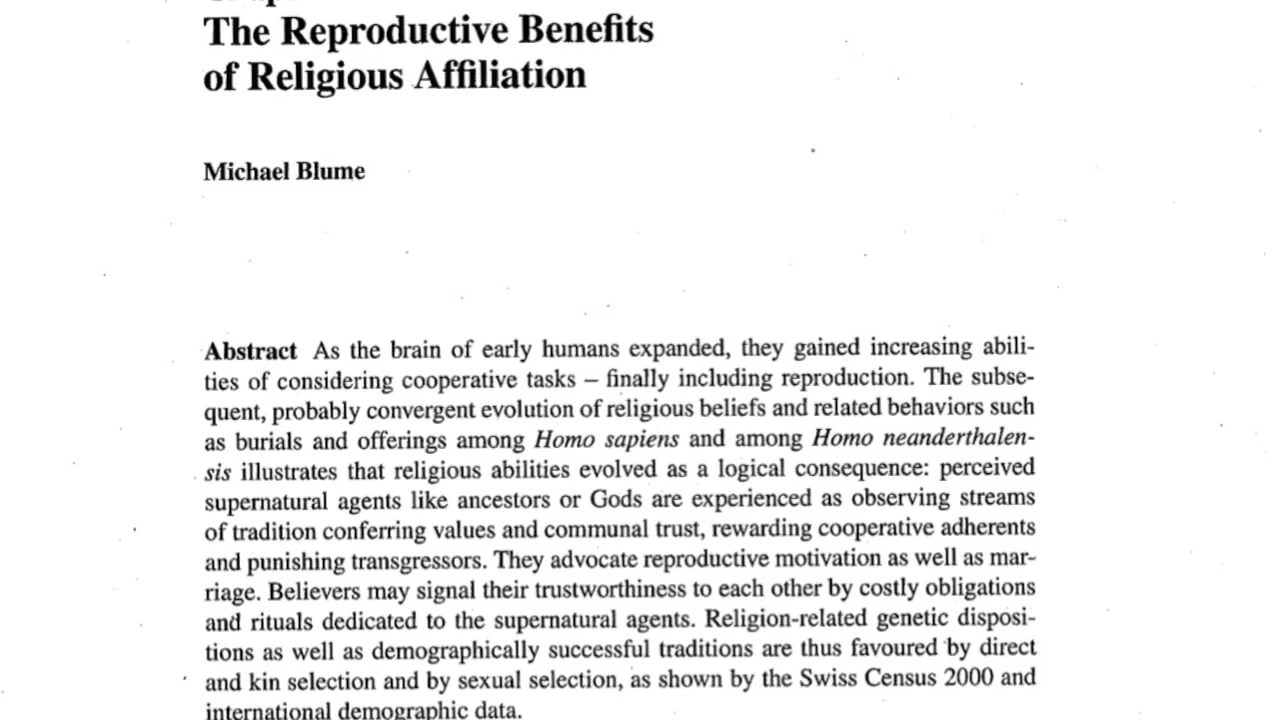 The Reproductive Benefits
of Religious Affiliation
Michael Blume
Abstract As the brain of early humans expanded, they gained increasing abili-
ties of considering cooperative tasks – finally including reproduction. The subse-
quent, probably convergent evolution of religious beliefs and related behaviors such
as burials and offerings among Homo sapiens and among Homo neanderthalen-
sis illustrates that religious abilities evolved as a logical consequence: perceived
supernatural agents like ancestors or Gods are experienced as observing streams
of tradition conferring values and communal trust, rewarding cooperative adherents
and punishing transgressors. They advocate reproductive motivation as well as mar-
riage. Believers may signal their trustworthiness to each other by costly obligations
and rituals dedicated to the supernatural agents. Religion-related genetic disposi-
tions as well as demographically successful traditions are thus favoured by direct
and kin selection and by sexual selection, as shown by the Swiss Census 2000 and
international demographic data.